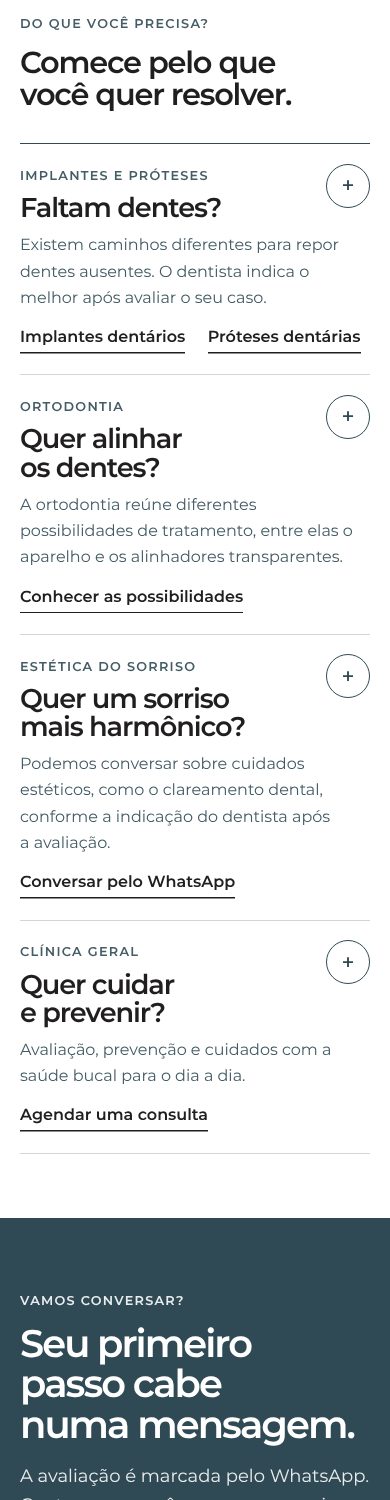 DO QUE VOCÊ PRECISA?
Comece pelo que
você quer resolver.
IMPLANTES E PRÓTESES
+
Faltam dentes?
Existem caminhos diferentes para repor
dentes ausentes. O dentista indica o
melhor após avaliar o seu caso.
Implantes dentários Próteses dentárias
ORTODONTIA
+
Quer alinhar
os dentes?
A ortodontia reúne diferentes
possibilidades de tratamento, entre elas o
aparelho e os alinhadores transparentes.
Conhecer as possibilidades
ESTÉTICA DO SORRISO
+
Quer um sorriso
mais harmônico?
Podemos conversar sobre cuidados
estéticos, como o clareamento dental,
conforme a indicação do dentista após
a avaliação.
Conversar pelo WhatsApp
CLÍNICA GERAL
+
Quer cuidar
e prevenir?
Avaliação, prevenção e cuidados com a
saúde bucal para o dia a dia.
Agendar uma consulta
VAMOS CONVERSAR?
Seu primeiro
passo cabe
numa mensagem.
A avaliação é marcada pelo WhatsApp.